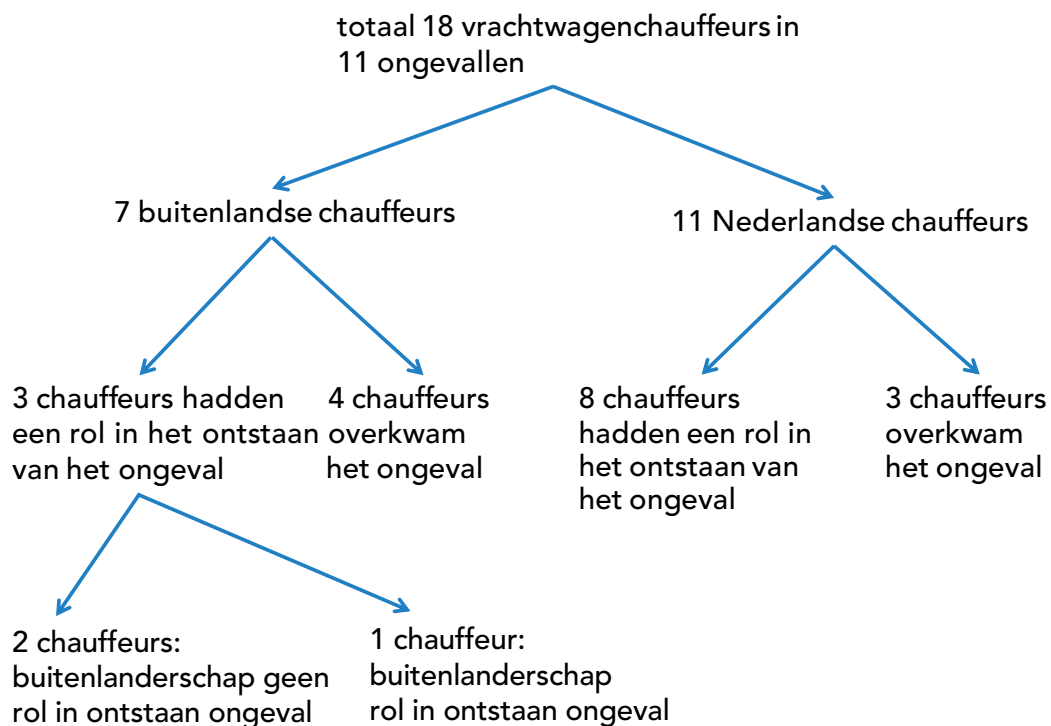 totaal 18 vrachtwagenchauffeurs in
11 ongevallen
7 buitenlandse chauffeurs
11 Nederlandse chauffeurs
3 chauffeurs hadden
een rol in het ontstaan
van het ongeval
4 chauffeurs
overkwam
het ongeval
8 chauffeurs
hadden een rol in
het ontstaan van
het ongeval
3 chauffeurs
overkwam
het ongeval
2 chauffeurs:
buitenlanderschap geen
rol in ontstaan ongeval
1 chauffeur:
buitenlanderschap
rol in ontstaan ongeval